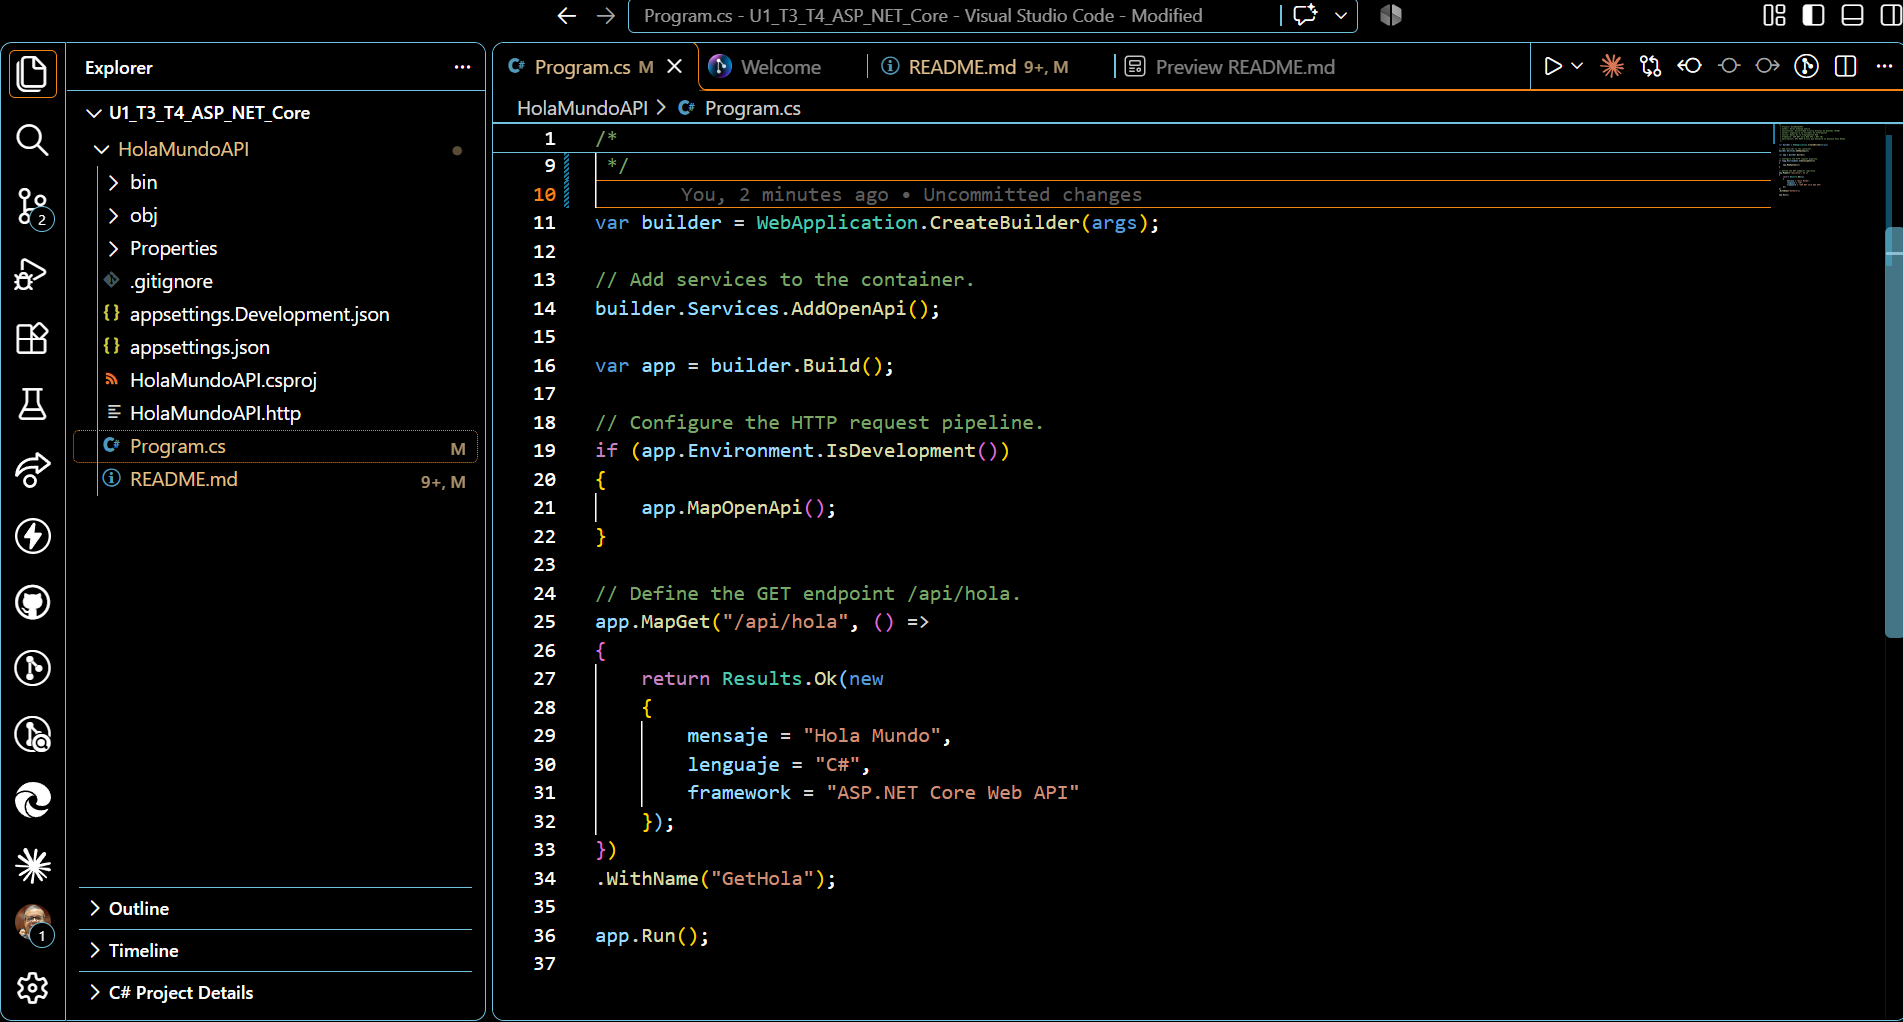 Program.cs - U1_T3_T4_ASP_NET_Core - Visual Studio Code - Modified
Explorer
U1_T3_T4_ASP_NET_Core
HolaMundoAPI
bin
obj
Properties
.gitignore
{} appsettings.Development.json
{} appsettings.json
HolaMundoAPI.csproj
HolaMundoAPI.http
C# Program.cs M
README.md 9+, M
2
1
Outline
Timeline
C# Project Details
C# Program.cs M
Welcome
README.md 9+, M
Preview README.md
HolaMundoAPI > C# Program.cs
1 /*
9 */
10 You, 2 minutes ago • Uncommitted changes
11 var builder = WebApplication.CreateBuilder(args);
12
13 // Add services to the container.
14 builder.Services.AddOpenApi();
15
16 var app = builder.Build();
17
18 // Configure the HTTP request pipeline.
19 if (app.Environment.IsDevelopment())
20 {
21 app.MapOpenApi();
22 }
23
24 // Define the GET endpoint /api/hola.
25 app.MapGet("/api/hola", () =>
26 {
27 return Results.Ok(new
28 {
29 mensaje = "Hola Mundo",
30 lenguaje = "C#",
31 framework = "ASP.NET Core Web API"
32 });
33 })
34 .WithName("GetHola");
35
36 app.Run();
37